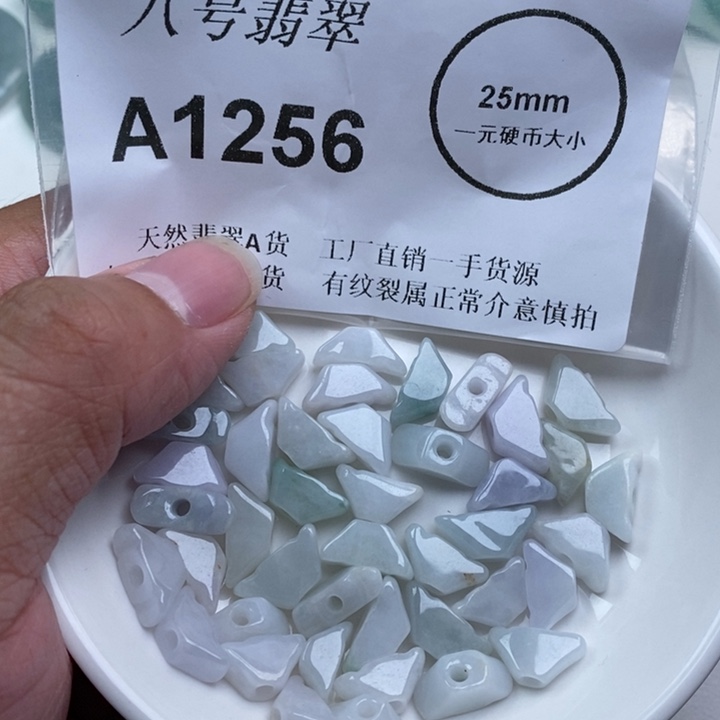 八号翡翠
A1256
25mm
一元硬币大小
天然翡翠A货 工厂直销一手货源
货 有纹裂属正常介意慎拍